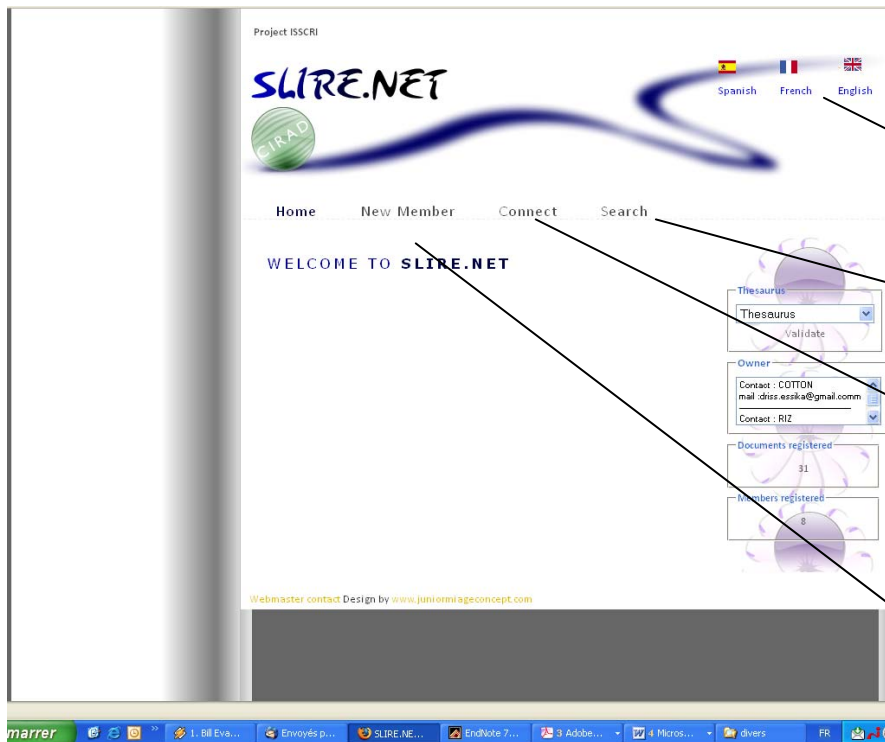 Project ISSCRI
SLIRE.NET
Spanish French English
CIRAD
Home New Member Connect Search
WELCOME TO SLIRE.NET
Thesaurus
Thesaurus
Validate
Owner
Contact : COTTON
mail :driss.essika@gmail.comm
Contact : RIZ
Documents registered
31
Members registered
8
Webmaster contact Design by www.juniormiageconcept.com
marrer » 1. Bill Eva... Envoyés p... SLIRE.NE... EndNote 7... 3 Adobe... 4 Micros... divers FR